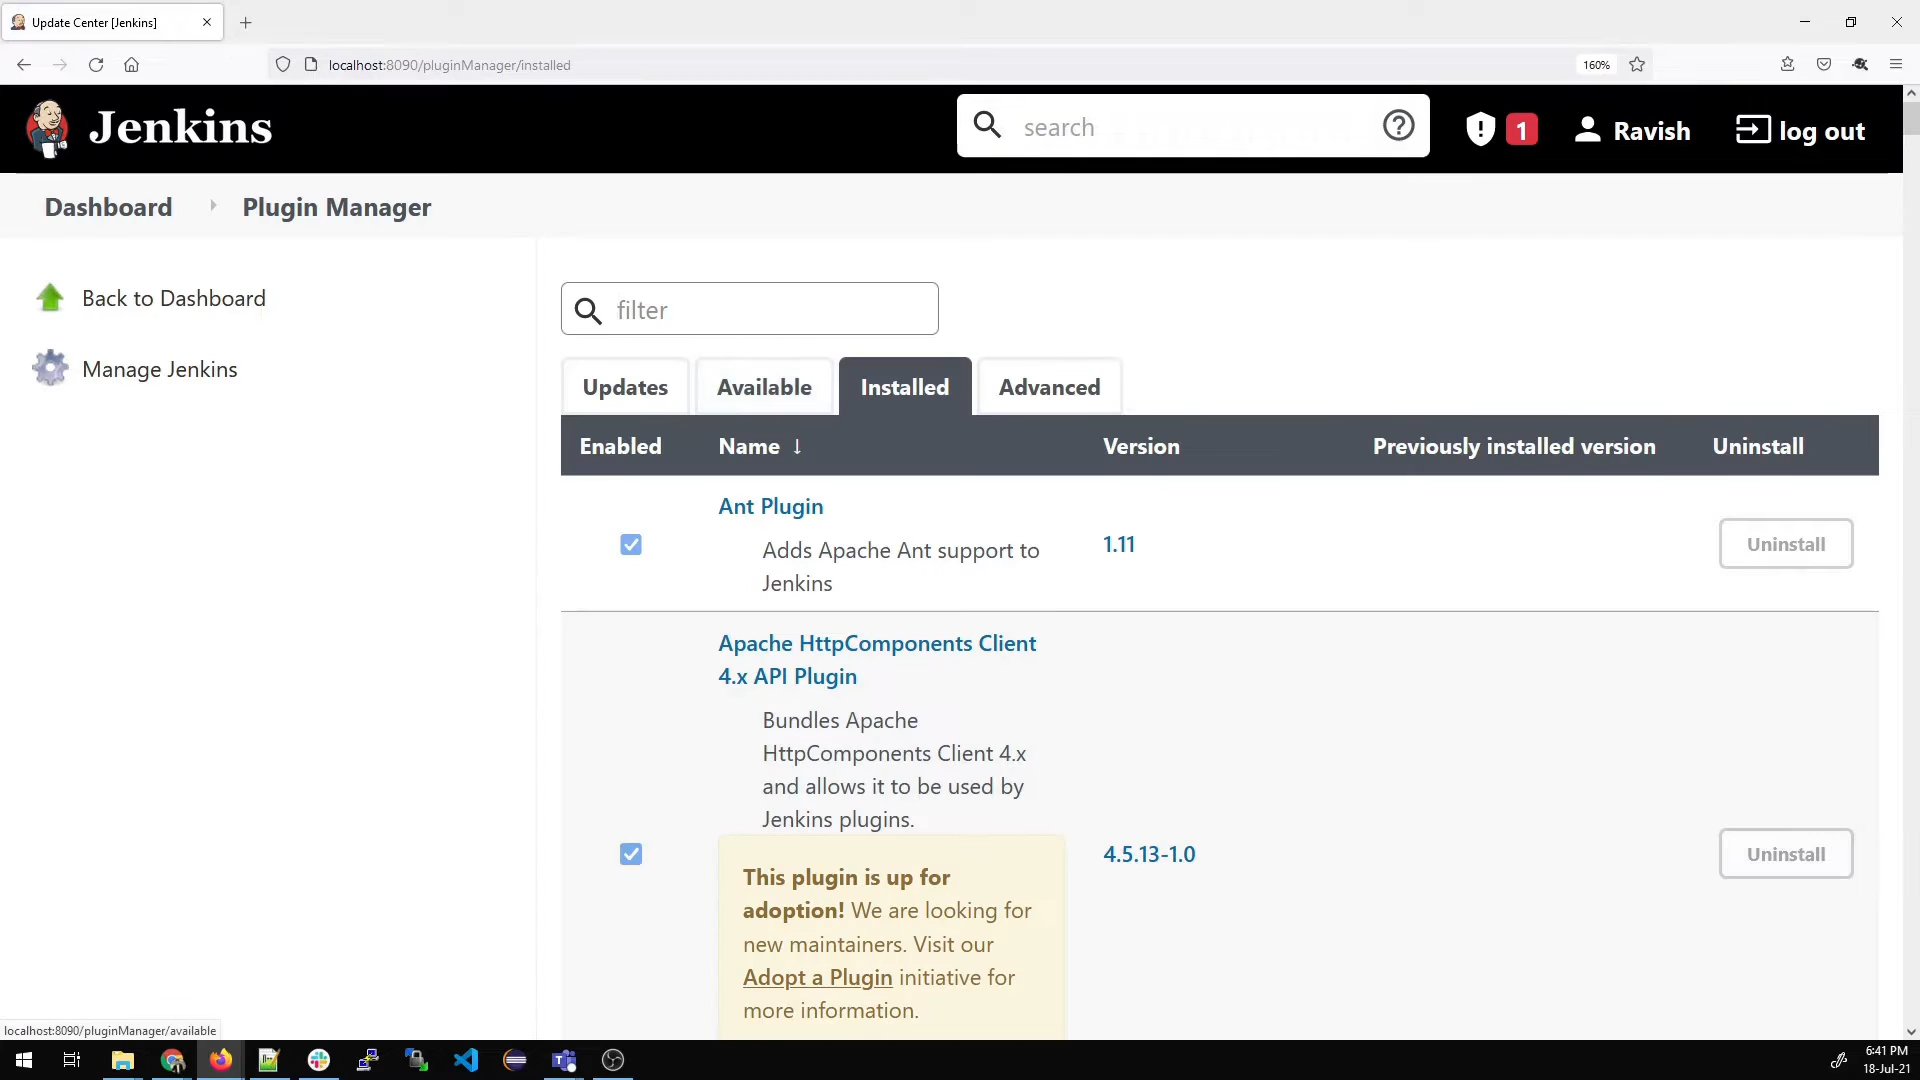 Update Center [Jenkins]
localhost:8090/pluginManager/installed
160%
Jenkins
search
1
Ravish
log out
Dashboard
Plugin Manager
Back to Dashboard
Manage Jenkins
filter
Updates
Available
Installed
Advanced
Enabled
Name ↓
Version
Previously installed version
Uninstall
Ant Plugin
Adds Apache Ant support to
Jenkins
1.11
Uninstall
Apache HttpComponents Client
4.x API Plugin
Bundles Apache
HttpComponents Client 4.x
and allows it to be used by
Jenkins plugins.
This plugin is up for
adoption! We are looking for
new maintainers. Visit our
Adopt a Plugin initiative for
more information.
4.5.13-1.0
Uninstall
localhost:8090/pluginManager/available
6:41 PM
18-Jul-21